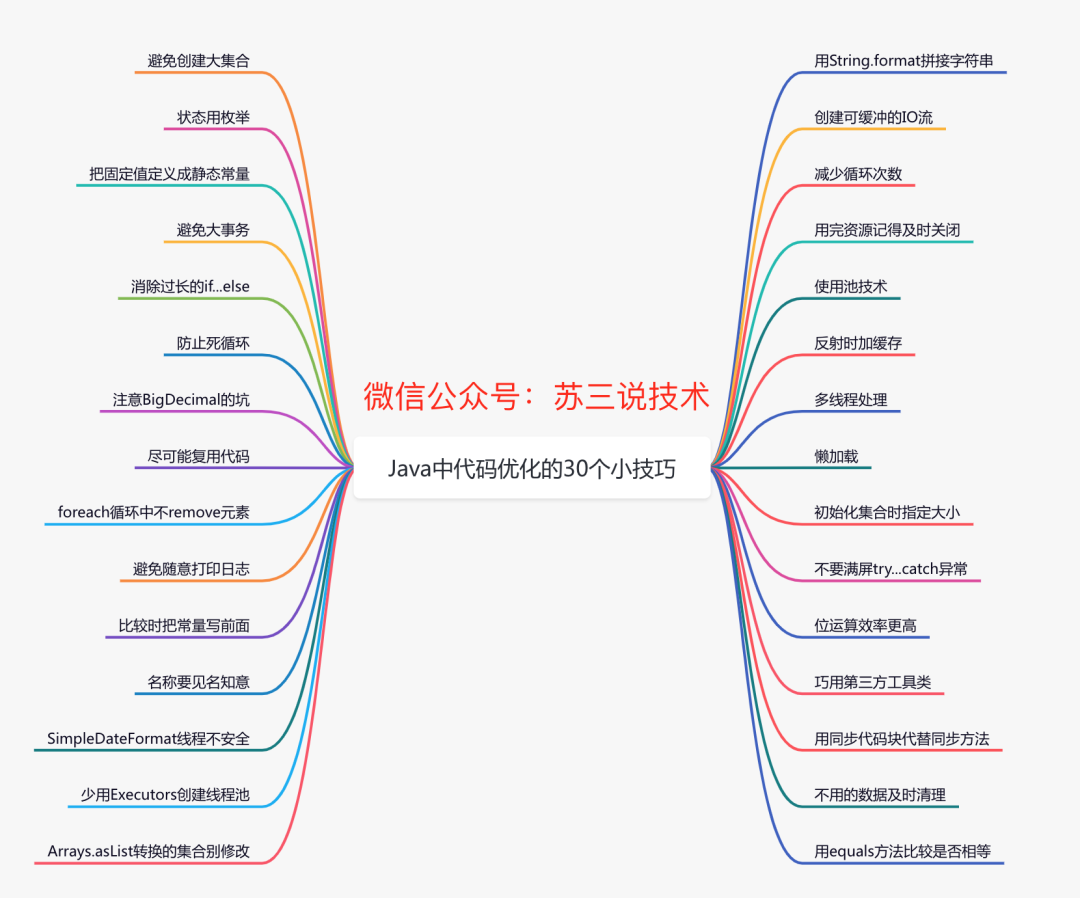 微信公众号：苏三说技术
Java中代码优化的30个小技巧
用String.format拼接字符串
创建可缓冲的IO流
减少循环次数
用完资源记得及时关闭
使用池技术
反射时加缓存
多线程处理
懒加载
初始化集合时指定大小
不要满屏try...catch异常
位运算效率更高
巧用第三方工具类
用同步代码块代替同步方法
不用的数据及时清理
用equals方法比较是否相等
避免创建大集合
状态用枚举
把固定值定义成静态常量
避免大事务
消除过长的if...else
防止死循环
注意BigDecimal的坑
尽可能复用代码
foreach循环中不remove元素
避免随意打印日志
比较时把常量写前面
名称要见名知意
SimpleDateFormat线程不安全
少用Executors创建线程池
Arrays.asList转换的集合别修改